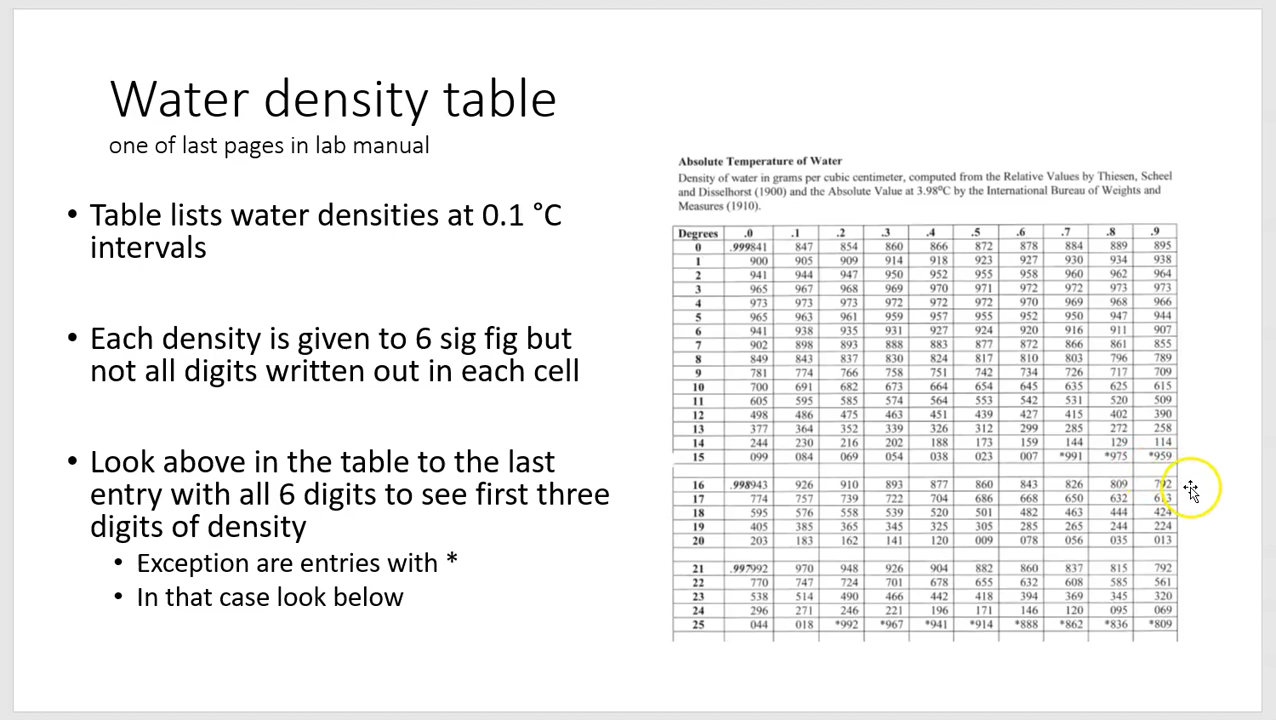 Water density table
one of last pages in lab manual
• Table lists water densities at 0.1 °C
intervals
• Each density is given to 6 sig fig but
not all digits written out in each cell
• Look above in the table to the last
entry with all 6 digits to see first three
digits of density
• Exception are entries with *
• In that case look below
Absolute Temperature of Water
Density of water in grams per cubic centimeter, computed from the Relative Values by Thiesen, Scheel
and Disselhorst (1900) and the Absolute Value at 3.98°C by the International Bureau of Weights and
Measures (1910).
Degrees .0 .1 .2 .3 .4 .5 .6 .7 .8 .9
0 .999841 847 854 860 866 872 878 884 889 895
1 900 905 909 914 918 923 927 930 934 938
2 941 944 947 950 952 955 958 960 962 964
3 965 967 968 969 970 971 972 972 973 973
4 973 973 973 972 972 972 970 969 968 966
5 965 963 961 959 957 955 952 950 947 944
6 941 938 935 931 927 924 920 916 911 907
7 902 898 893 888 883 877 872 866 861 855
8 849 843 837 830 824 817 810 803 796 789
9 781 774 766 758 751 742 734 726 717 709
10 700 691 682 673 664 654 645 635 625 615
11 605 595 585 574 564 553 542 531 520 509
12 498 486 475 463 451 439 427 415 402 390
13 377 364 352 339 326 312 299 285 272 258
14 244 230 216 202 188 173 159 144 129 114
15 099 084 069 054 038 023 007 *991 *975 *959
16 .998943 926 910 893 877 860 843 826 809 792
17 774 757 739 722 704 686 668 650 632 613
18 595 576 558 539 520 501 482 463 444 424
19 405 385 365 345 325 305 285 265 244 224
20 203 183 162 141 120 009 078 056 035 013
21 .997992 970 948 926 904 882 860 837 815 792
22 770 747 724 701 678 655 632 608 585 561
23 538 514 490 466 442 418 394 369 345 320
24 296 271 246 221 196 171 146 120 095 069
25 044 018 *992 *967 *941 *914 *888 *862 *836 *809